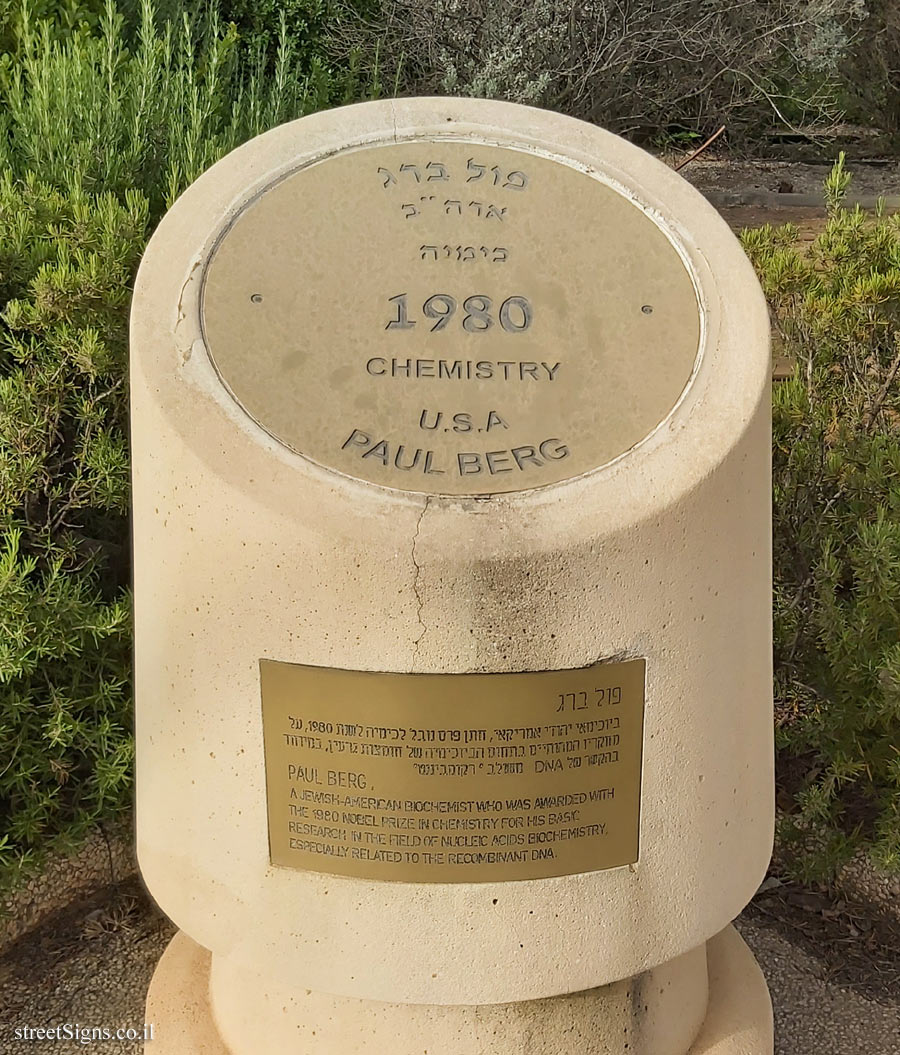 פול ברג
ארה"ב
כימיה
1980
CHEMISTRY
U.S.A
PAUL BERG
פול ברג
ביוכימאי יהודי אמריקאי, חתן פרס נובל לכימיה לשנת 1980, על
מחקריו המהותיים בתחום הביוכימיה של חומצות גרעין, במיוחד
בהקשר של DNA משולב "רקומביננט"
PAUL BERG,
A JEWISH-AMERICAN BIOCHEMIST WHO WAS AWARDED WITH
THE 1980 NOBEL PRIZE IN CHEMISTRY FOR HIS BASIC
RESEARCH IN THE FIELD OF NUCLEIC ACIDS BIOCHEMISTRY,
ESPECIALLY RELATED TO THE RECOMBINANT DNA.
streetSigns.co.il